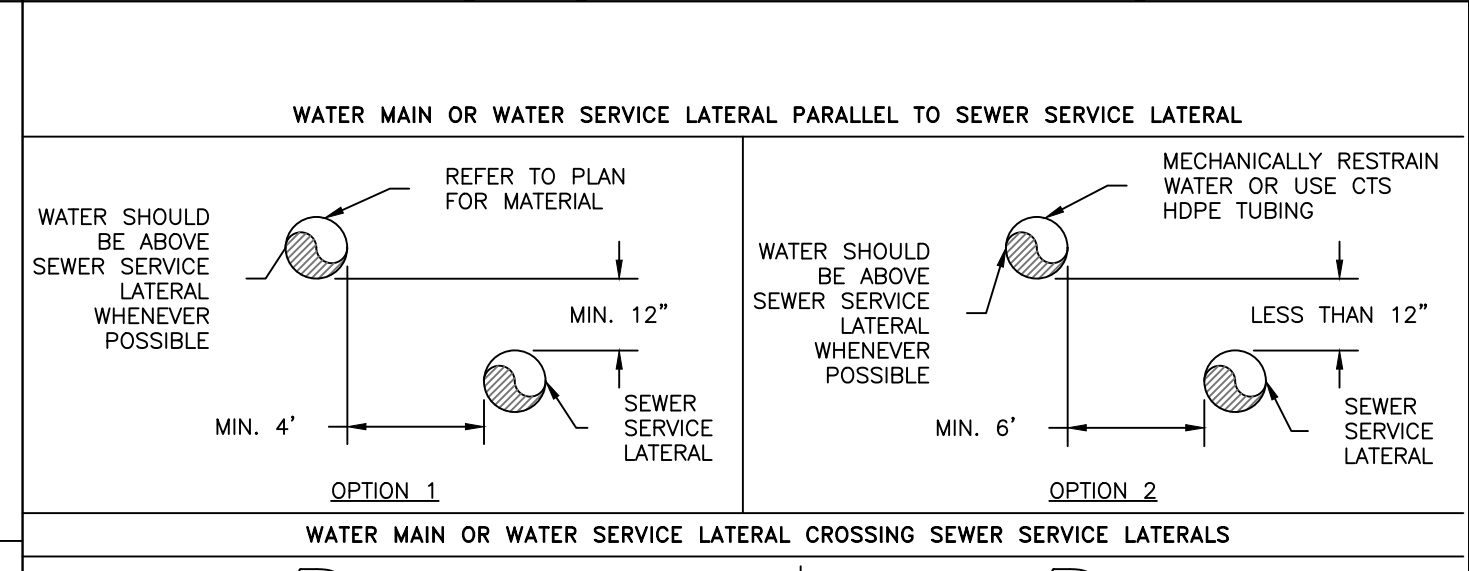 WATER MAIN OR WATER SERVICE LATERAL PARALLEL TO SEWER SERVICE LATERAL
REFER TO PLAN
FOR MATERIAL
WATER SHOULD
BE ABOVE
SEWER SERVICE
LATERAL
WHENEVER
POSSIBLE
MIN. 12”
MIN. 4’
SEWER
SERVICE
LATERAL
OPTION 1
MECHANICALLY RESTRAIN
WATER OR USE CTS
HDPE TUBING
WATER SHOULD
BE ABOVE
SEWER SERVICE
LATERAL
WHENEVER
POSSIBLE
LESS THAN 12”
MIN. 6’
SEWER
SERVICE
LATERAL
OPTION 2
WATER MAIN OR WATER SERVICE LATERAL CROSSING SEWER SERVICE LATERALS